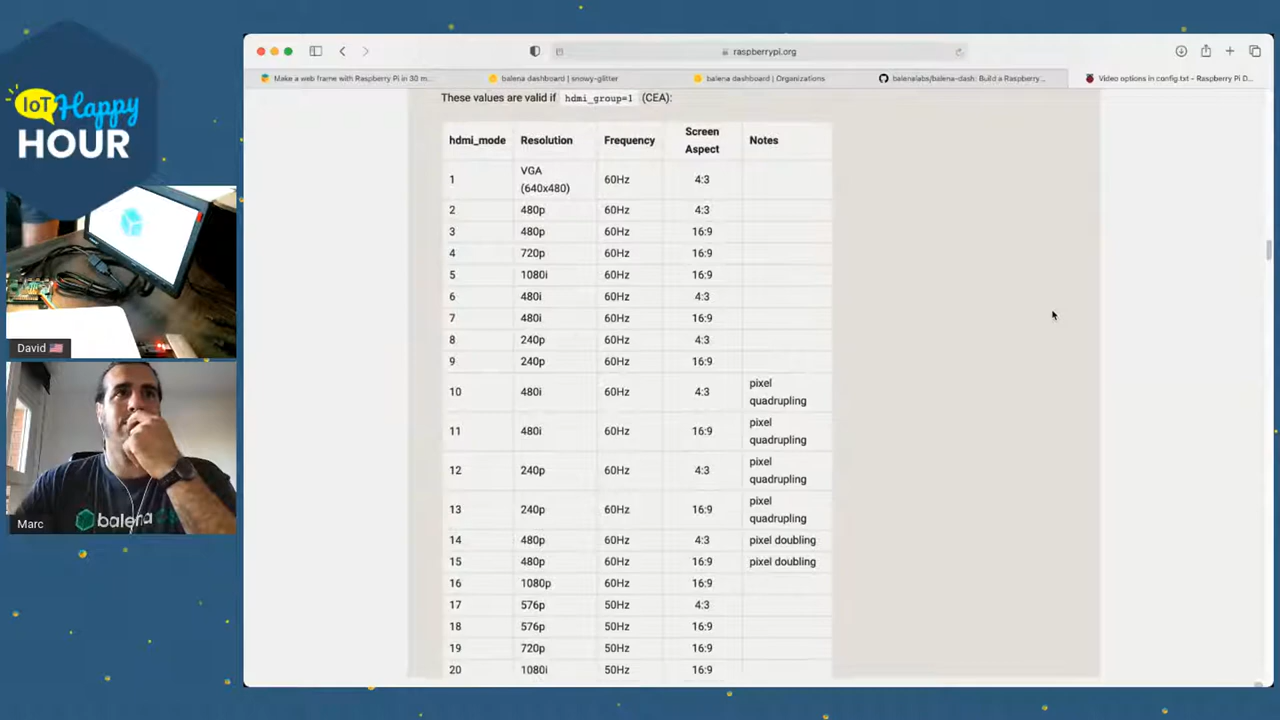 IoT Happy
HOUR
David
Marc
balena
raspberrypi.org
Make a web frame with Raspberry Pi in 30 m...
balena dashboard | snowy-glitter
balena dashboard | Organizations
balenalabs/balena-dash: Build a Raspberry...
Video options in config.txt - Raspberry Pi D...
These values are valid if hdmi_group=1 (CEA):
hdmi_mode Resolution Frequency Screen Aspect Notes
1 VGA (640x480) 60Hz 4:3
2 480p 60Hz 4:3
3 480p 60Hz 16:9
4 720p 60Hz 16:9
5 1080i 60Hz 16:9
6 480i 60Hz 4:3
7 480i 60Hz 16:9
8 240p 60Hz 4:3
9 240p 60Hz 16:9
10 480i 60Hz 4:3 pixel quadrupling
11 480i 60Hz 16:9 pixel quadrupling
12 240p 60Hz 4:3 pixel quadrupling
13 240p 60Hz 16:9 pixel quadrupling
14 480p 60Hz 4:3 pixel doubling
15 480p 60Hz 16:9 pixel doubling
16 1080p 60Hz 16:9
17 576p 50Hz 4:3
18 576p 50Hz 16:9
19 720p 50Hz 16:9
20 1080i 50Hz 16:9